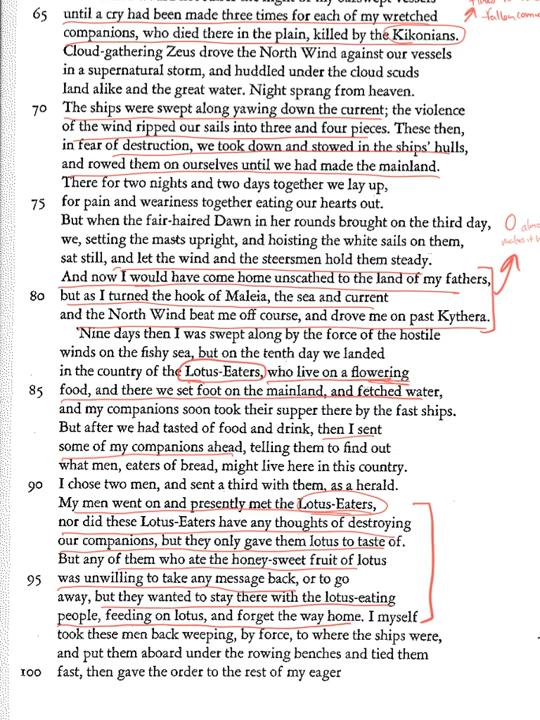 65 until a cry had been made three times for each of my wretched
companions, who died there in the plain, killed by the Kikonians.
Cloud-gathering Zeus drove the North Wind against our vessels
in a supernatural storm, and huddled under the cloud scuds
land alike and the great water. Night sprang from heaven.
70 The ships were swept along yawing down the current; the violence
of the wind ripped our sails into three and four pieces. These then,
in fear of destruction, we took down and stowed in the ships' hulls,
and rowed them on ourselves until we had made the mainland.
There for two nights and two days together we lay up,
75 for pain and weariness together eating our hearts out.
But when the fair-haired Dawn in her rounds brought on the third day,
we, setting the masts upright, and hoisting the white sails on them,
sat still, and let the wind and the steersmen hold them steady.
And now I would have come home unscathed to the land of my fathers,
80 but as I turned the hook of Maleia, the sea and current
and the North Wind beat me off course, and drove me on past Kythera.
'Nine days then I was swept along by the force of the hostile
winds on the fishy sea, but on the tenth day we landed
in the country of the Lotus-Eaters, who live on a flowering
85 food, and there we set foot on the mainland, and fetched water,
and my companions soon took their supper there by the fast ships.
But after we had tasted of food and drink, then I sent
some of my companions ahead, telling them to find out
what men, eaters of bread, might live here in this country.
90 I chose two men, and sent a third with them, as a herald.
My men went on and presently met the Lotus-Eaters,
nor did these Lotus-Eaters have any thoughts of destroying
our companions, but they only gave them lotus to taste of.
But any of them who ate the honey-sweet fruit of lotus
95 was unwilling to take any message back, or to go
away, but they wanted to stay there with the lotus-eating
people, feeding on lotus, and forget the way home. I myself
took these men back weeping, by force, to where the ships were,
and put them aboard under the rowing benches and tied them
100 fast, then gave the order to the rest of my eager